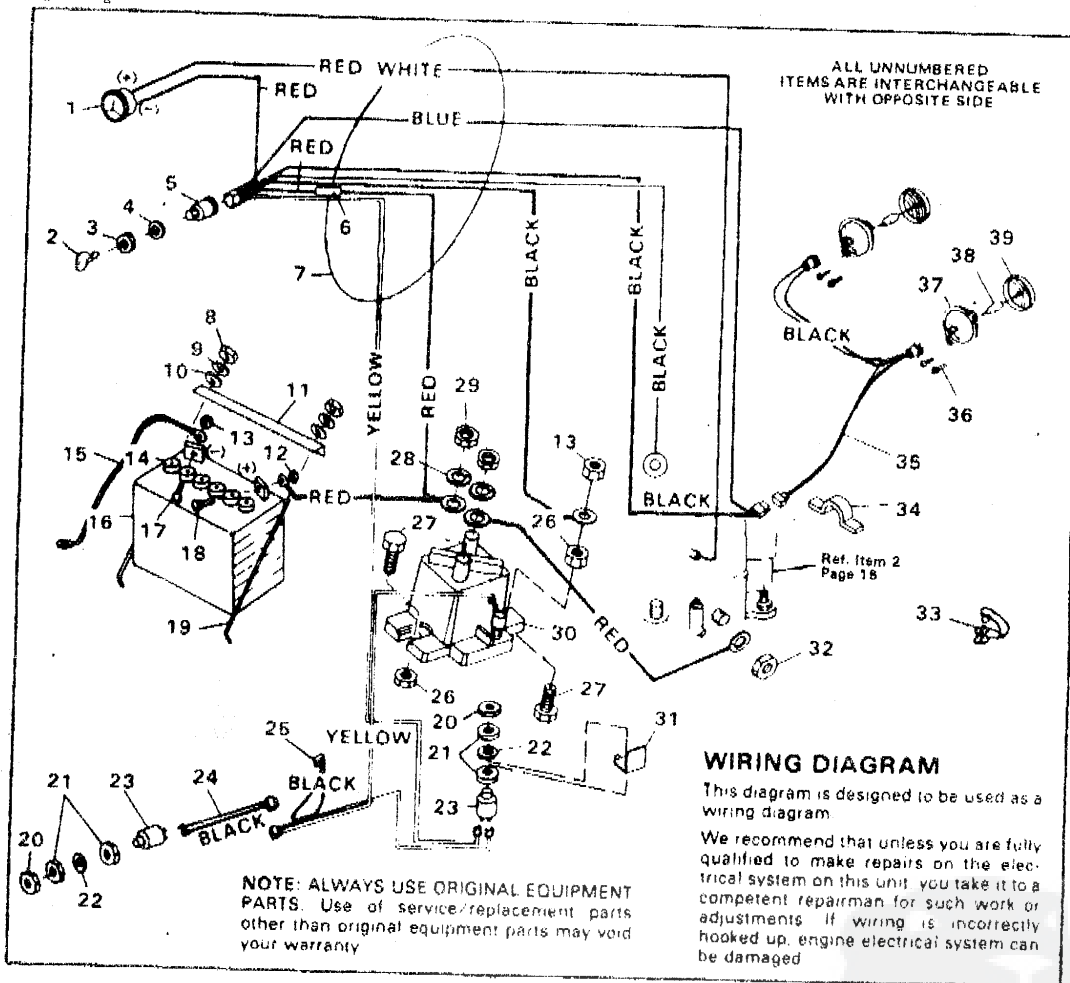 (+)
RED WHITE
ALL UNNUMBERED
ITEMS ARE INTERCHANGEABLE
WITH OPPOSITE SIDE
1
(-)
RED
BLUE
RED
5
4
3
2
6
7
BLACK
BLACK
BLACK
39
38
37
BLACK
36
35
34
8
9
10
11
YELLOW
RED
29
13
28
13
12
15
14
(-)
(+)
RED
BLACK
26
16
17
18
27
Ref. Item 2
Page 18
19
30
RED
33
32
26
27
20
31
25
YELLOW
21
22
21
23
24
BLACK
BLACK
23
20
22
WIRING DIAGRAM
This diagram is designed to be used as a
wiring diagram
We recommend that unless you are fully
qualified to make repairs on the elec-
trical system on this unit, you take it to a
competent repairman for such work or
adjustments. If wiring is incorrectly
hooked up, engine electrical system can
be damaged
NOTE: ALWAYS USE ORIGINAL EQUIPMENT
PARTS. Use of service/replacement parts
other than original equipment parts may void
your warranty